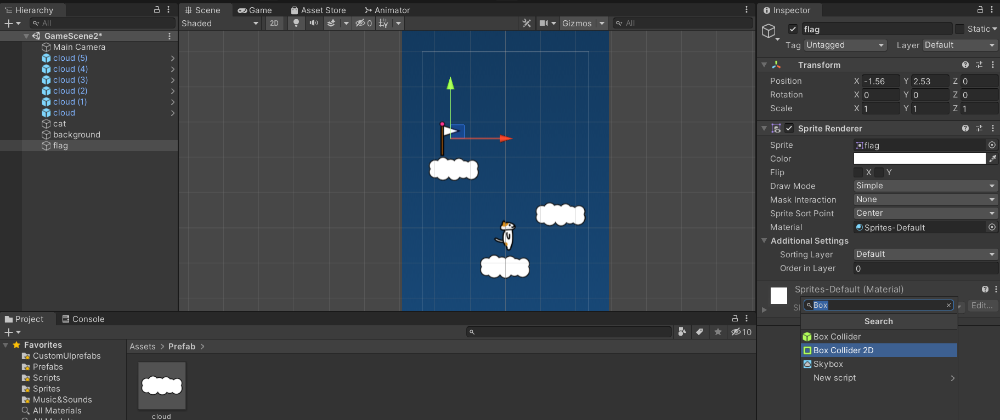 Hierarchy
All
GameScene2*
Main Camera
cloud (5)
cloud (4)
cloud (3)
cloud (2)
cloud (1)
cloud
cat
background
flag
Scene
Game
Asset Store
Animator
Shaded
2D
0
Gizmos
All
Inspector
flag
Static
Tag Untagged Layer Default
Transform
Position X -1.56 Y 2.53 Z 0
Rotation X 0 Y 0 Z 0
Scale X 1 Y 1 Z 1
Sprite Renderer
Sprite flag
Color
Flip X Y
Draw Mode Simple
Mask Interaction None
Sprite Sort Point Center
Material Sprites-Default
Additional Settings
Sorting Layer Default
Order in Layer 0
Sprites-Default (Material)
Edit...
Box
Search
Box Collider
Box Collider 2D
Skybox
New script
Project
Console
10
Favorites
CustomUIprefabs
Prefabs
Scripts
Sprites
Music&Sounds
All Materials
Assets > Prefab >
cloud